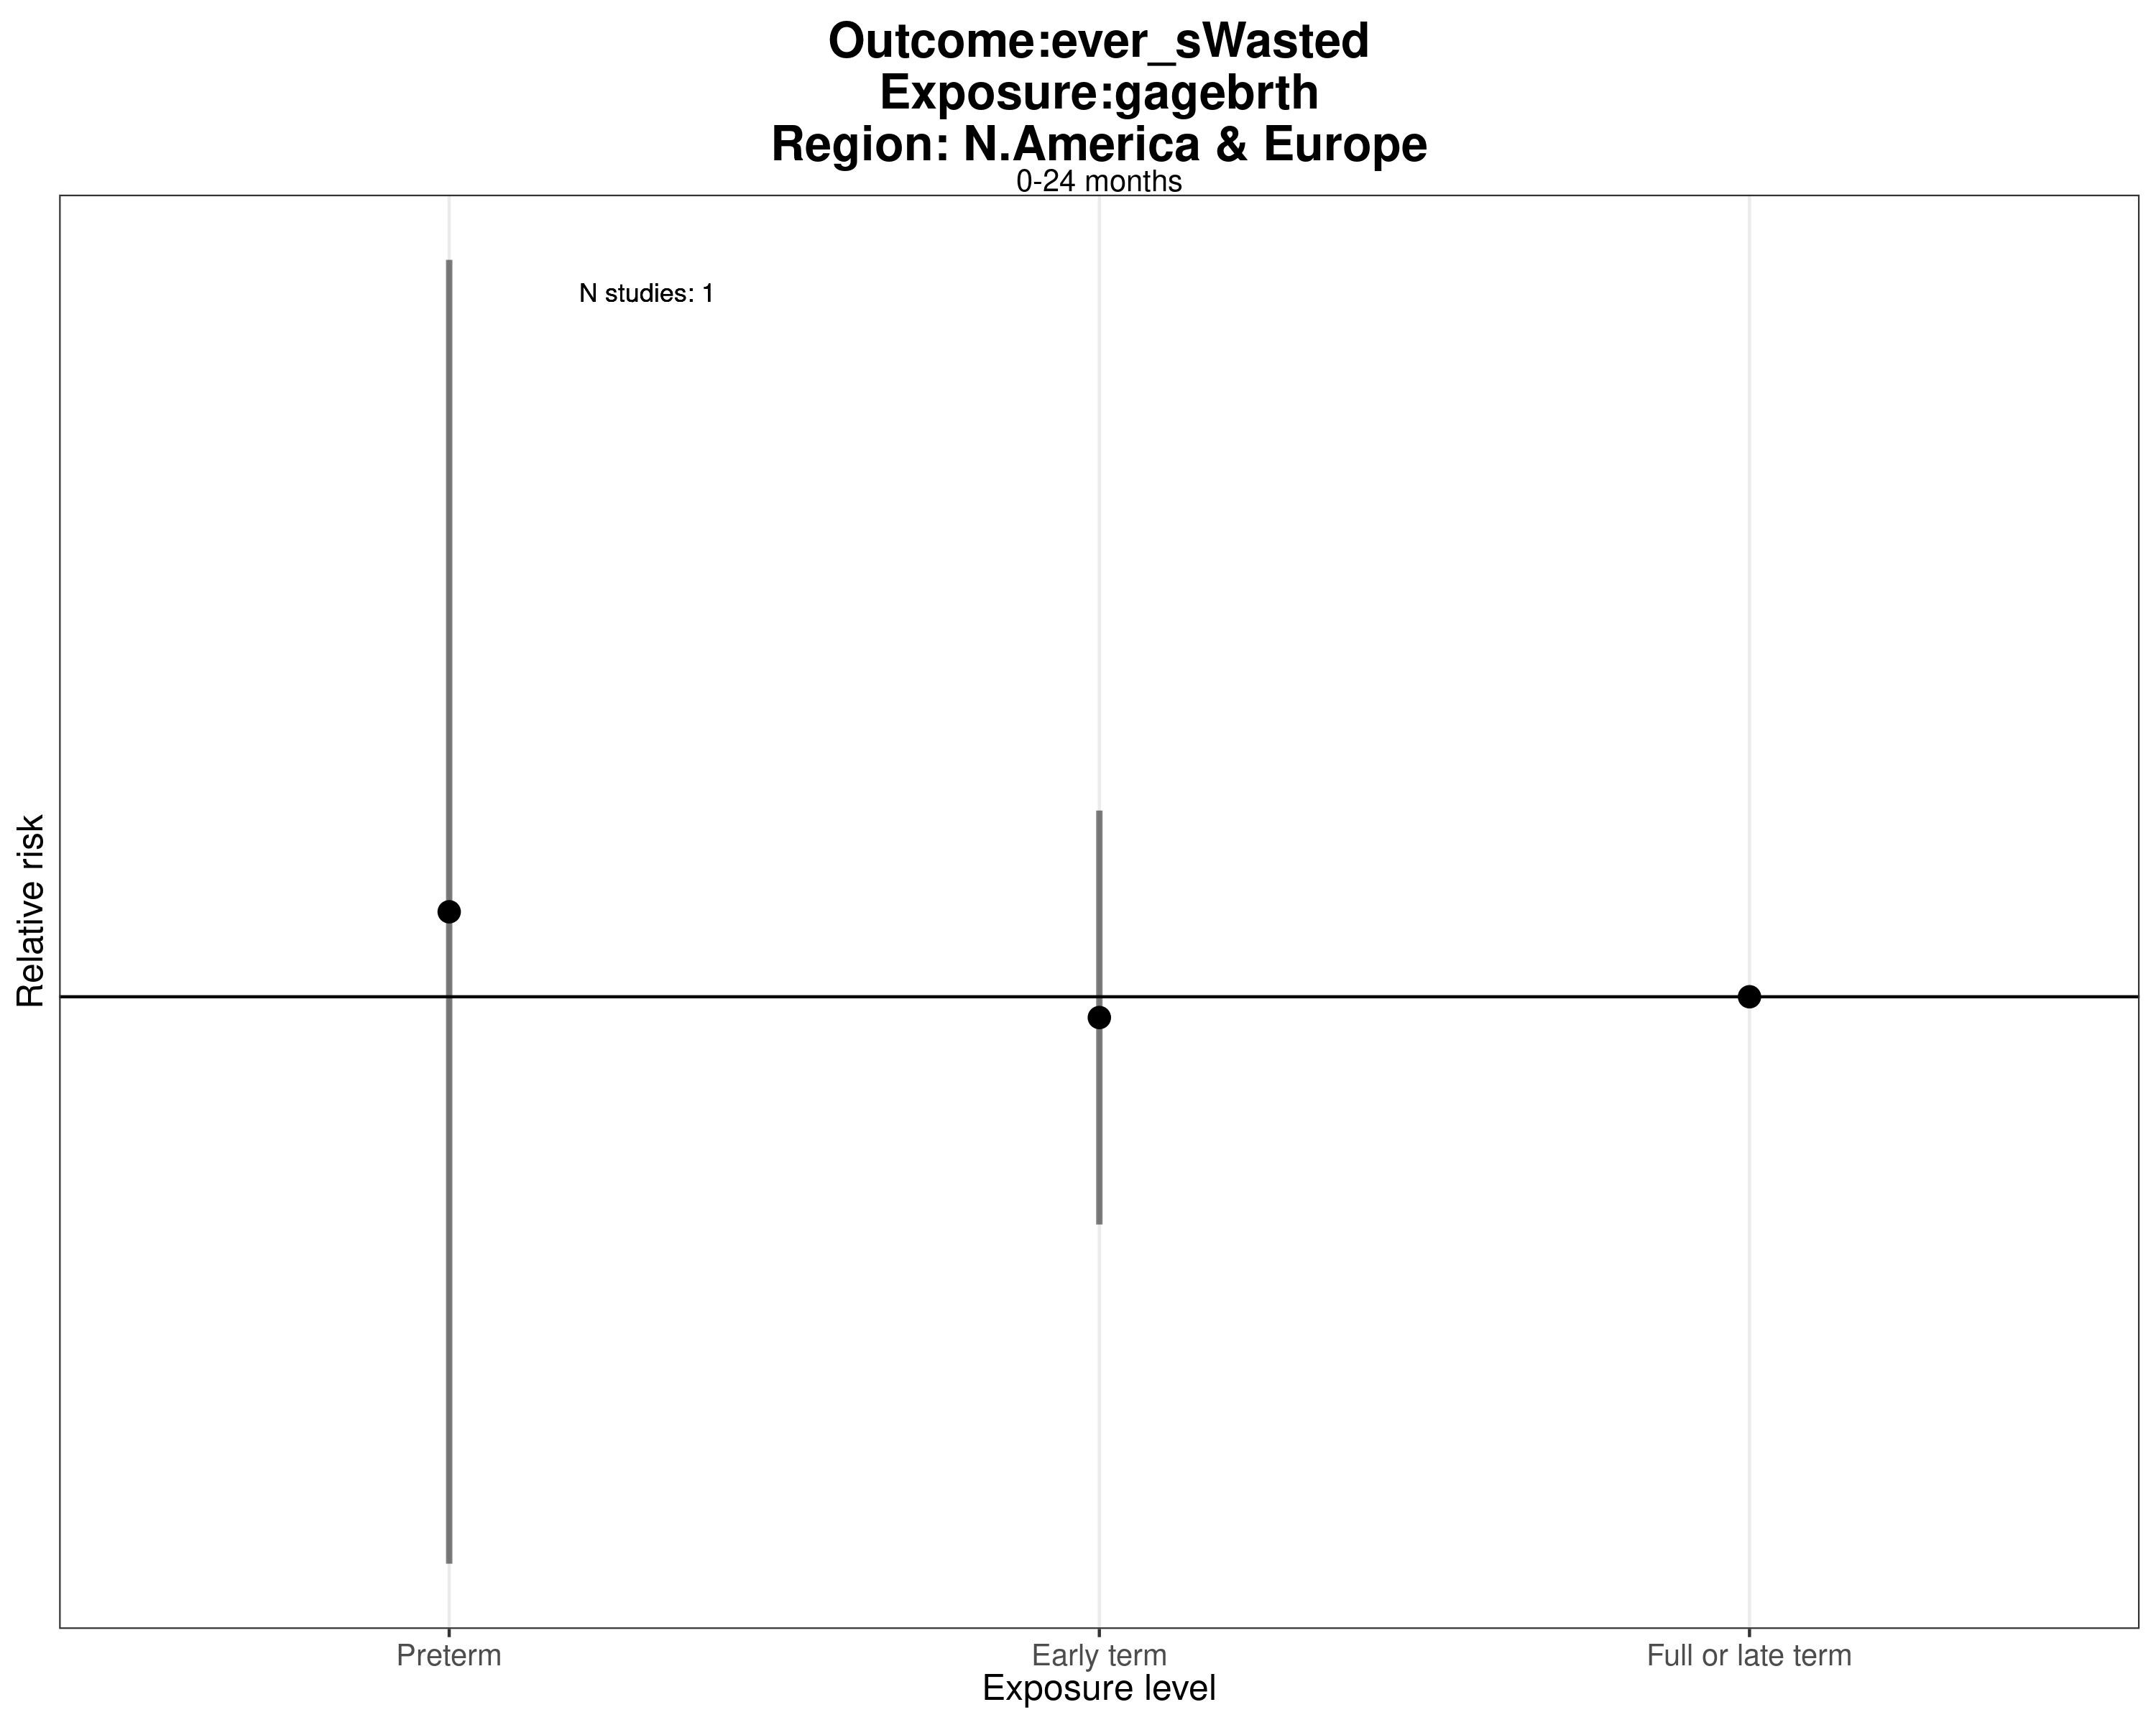 Outcome:ever_sWasted
Exposure:gagebrth
Region: N.America & Europe
0-24 months
N studies: 1
Relative risk
Preterm
Early term
Full or late term
Exposure level